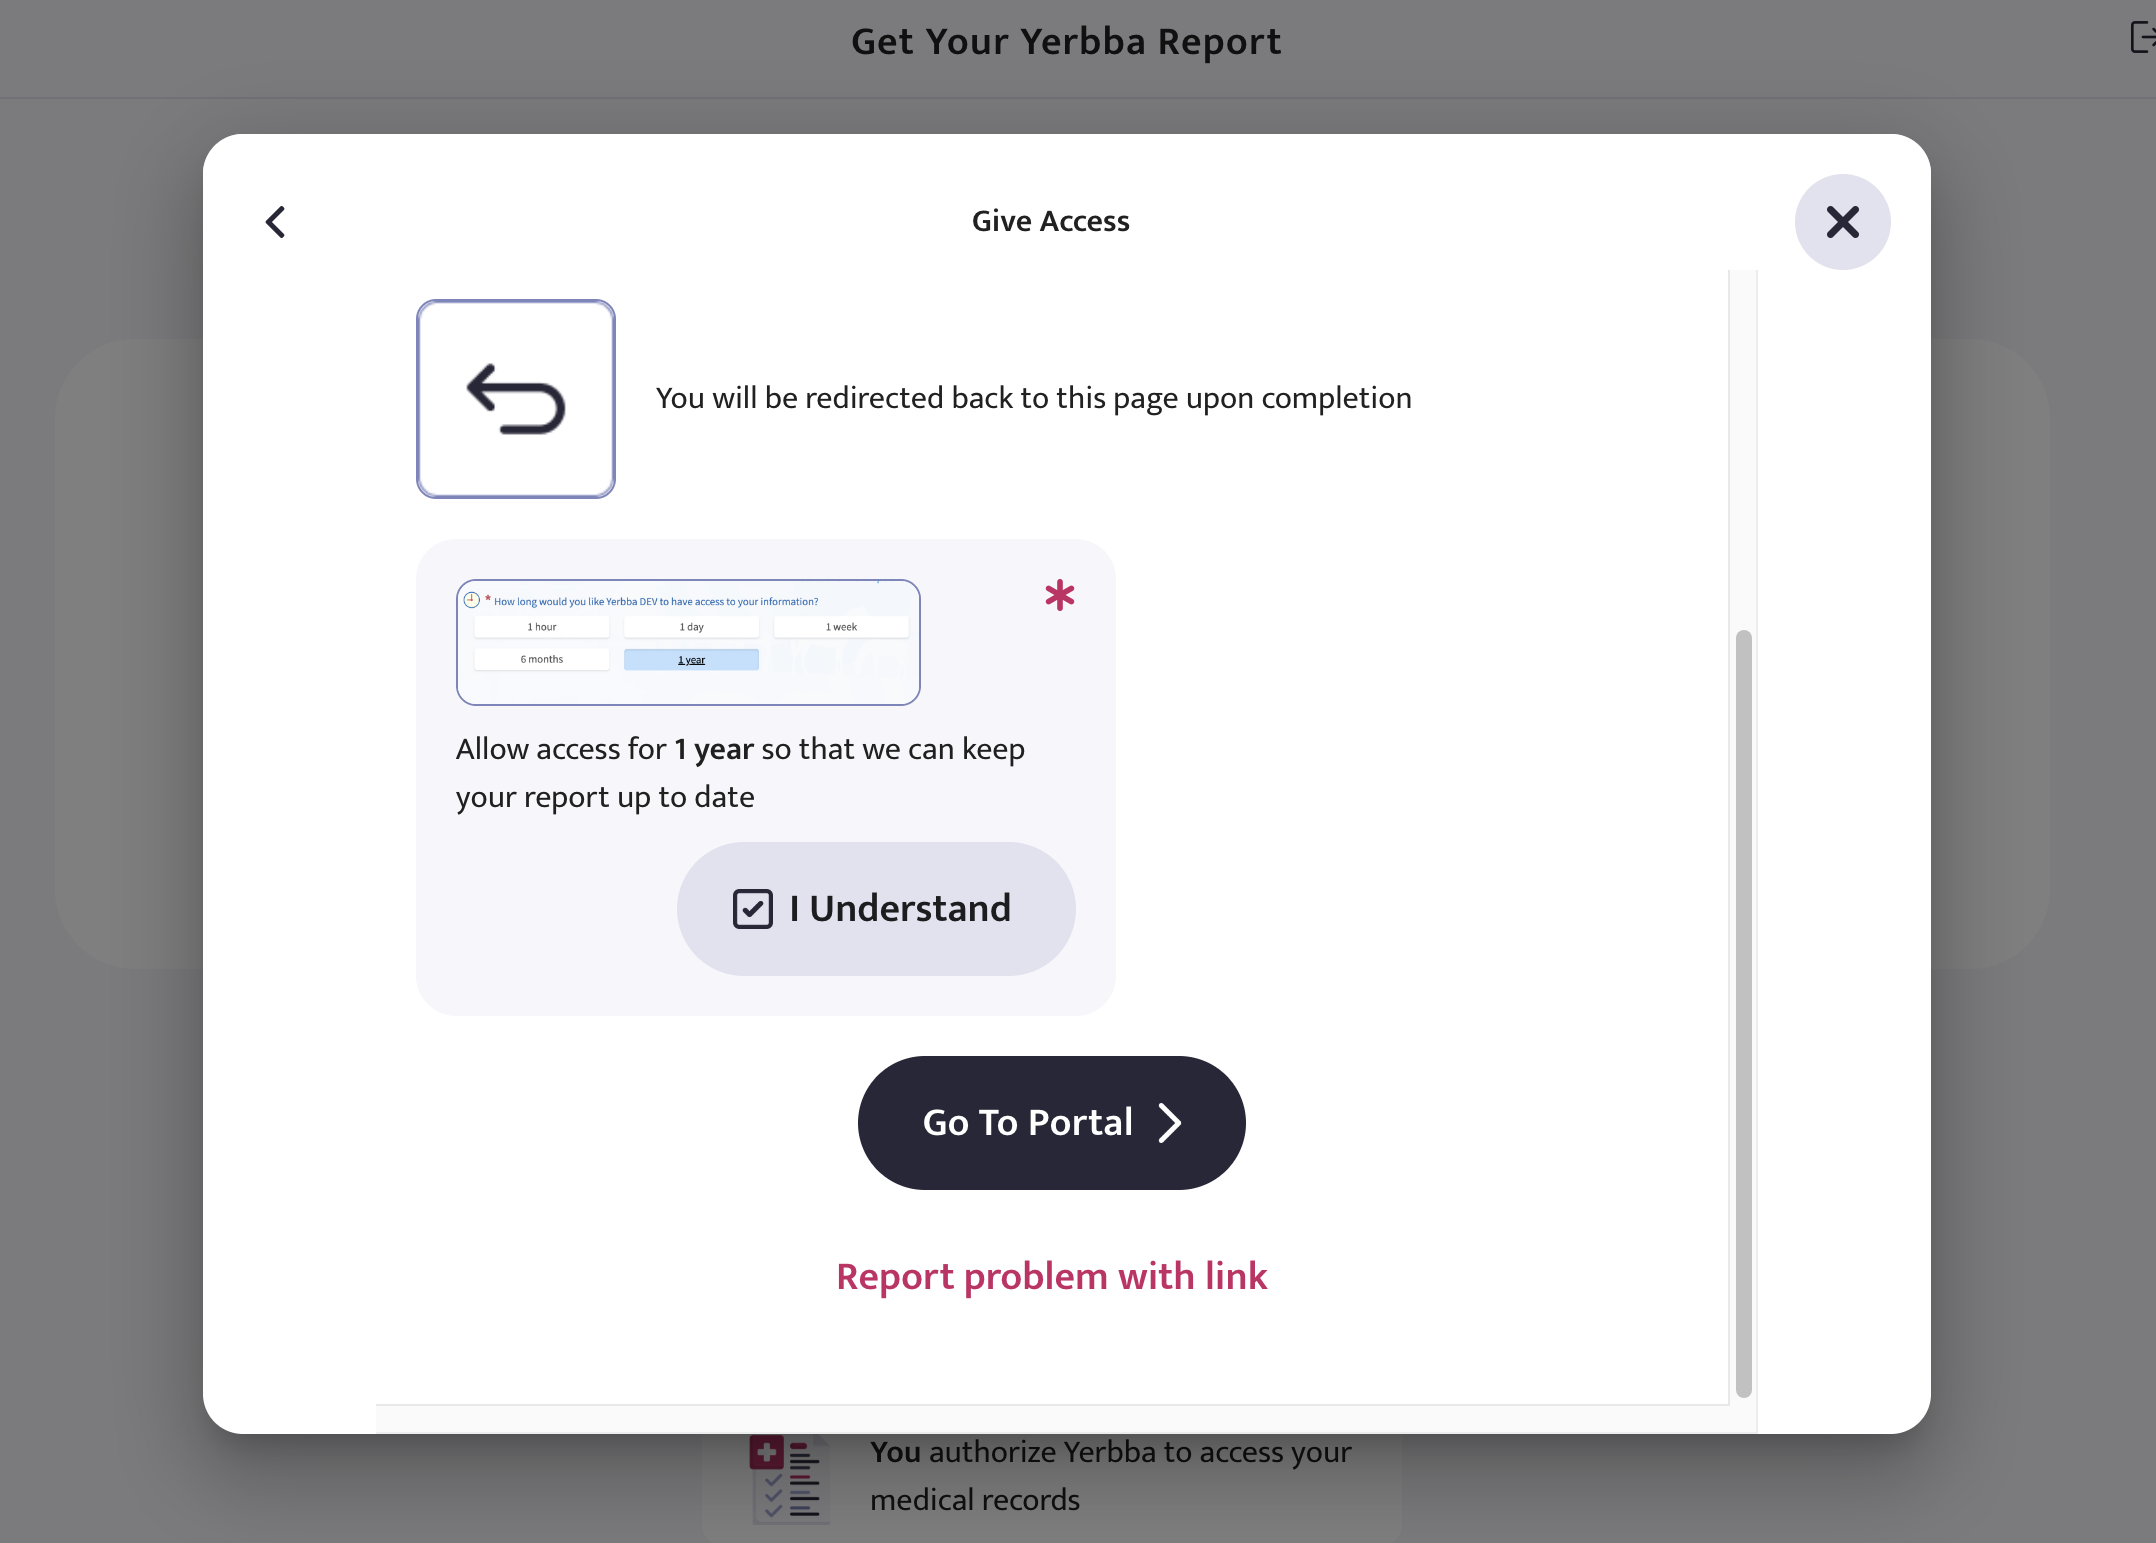 Get Your Yerbba Report
Give Access
You will be redirected back to this page upon completion
* How long would you like Yerbba DEV to have access to your information?
1 hour
1 day
1 week
6 months
1 year
*
Allow access for 1 year so that we can keep
your report up to date
I Understand
Go To Portal
Report problem with link
You authorize Yerbba to access your
medical records